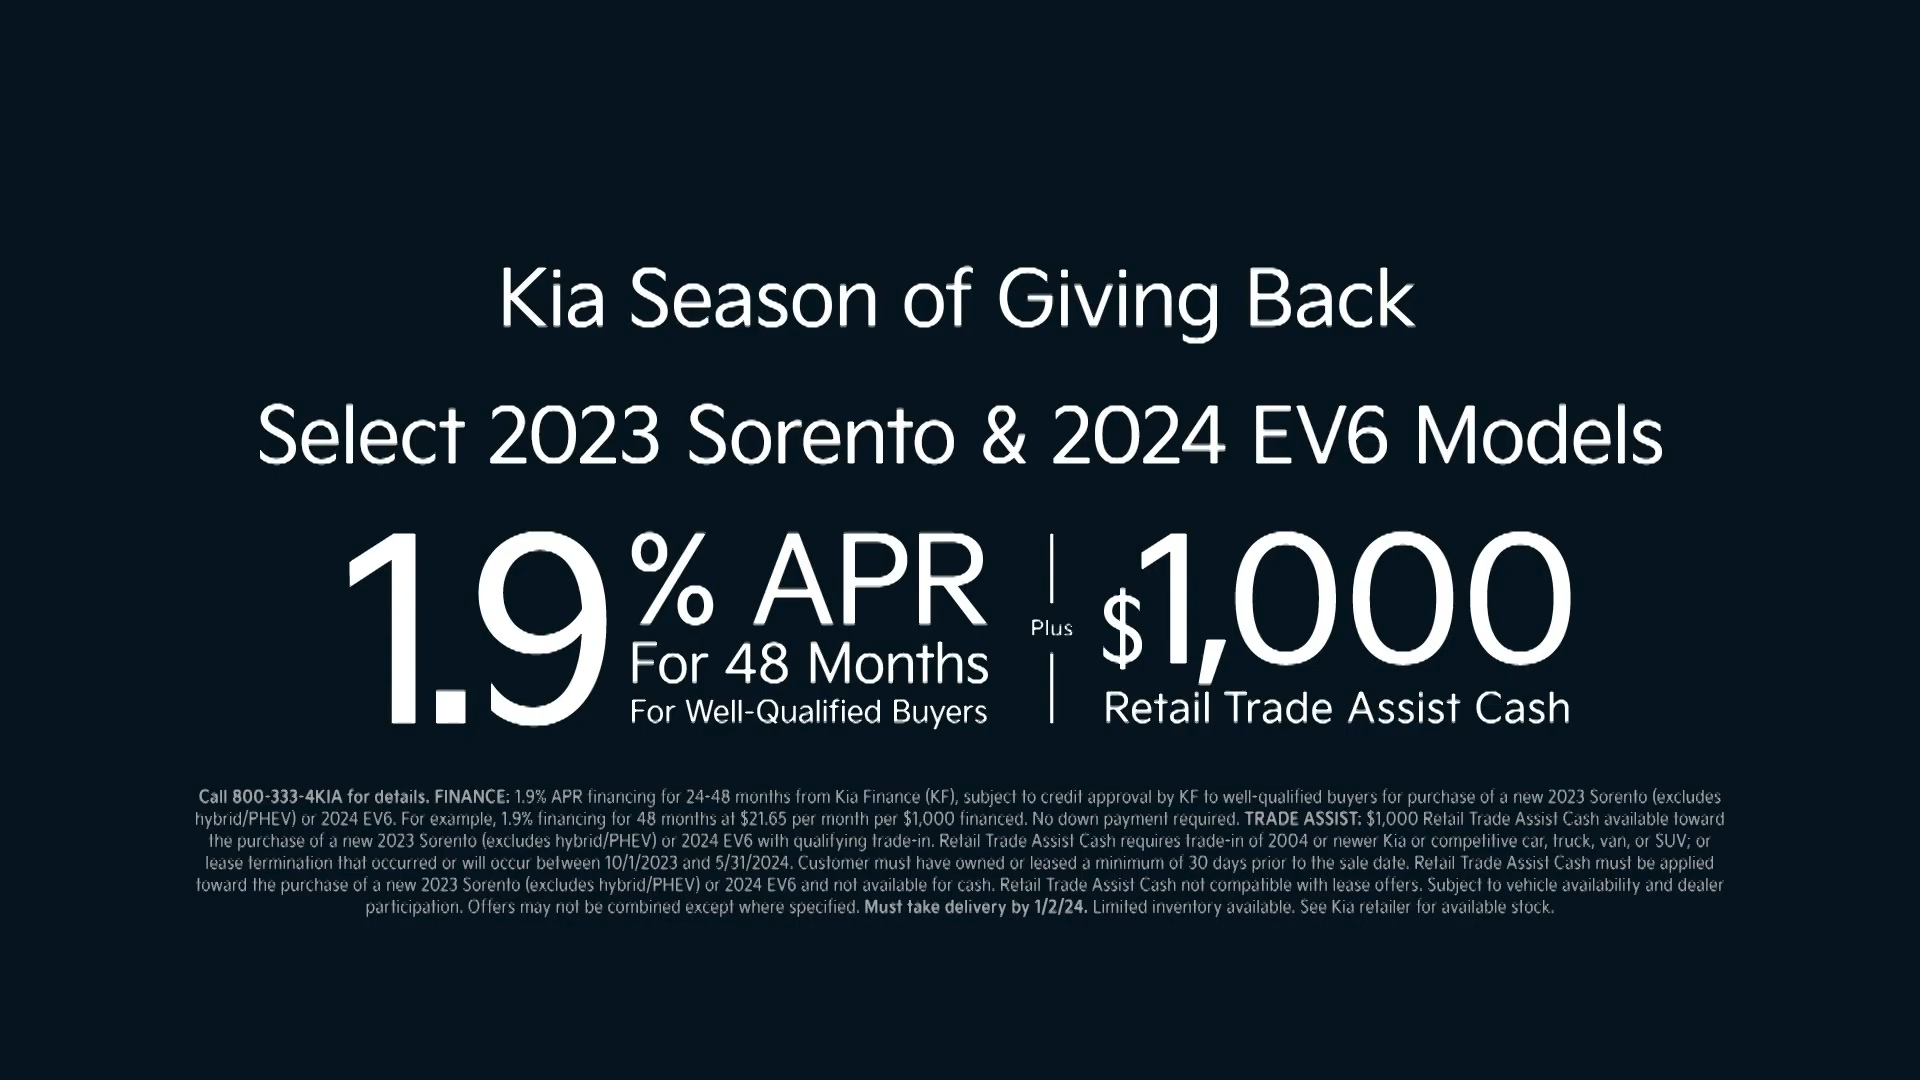 Kia Season of Giving Back
Select 2023 Sorento & 2024 EV6 Models
1.9% APR
For 48 Months
For Well-Qualified Buyers
Plus
$1,000
Retail Trade Assist Cash
Call 800-333-4KIA for details. FINANCE: 1.9% APR financing for 24-48 months from Kia Finance (KF), subject to credit approval by KF to well-qualified buyers for purchase of a new 2023 Sorento (excludes
hybrid/PHEV) or 2024 EV6. For example, 1.9% financing for 48 months at $21.65 per month per $1,000 financed. No down payment required. TRADE ASSIST: $1,000 Retail Trade Assist Cash available toward
the purchase of a new 2023 Sorento (excludes hybrid/PHEV) or 2024 EV6 with qualifying trade-in. Retail Trade Assist Cash requires trade-in of 2004 or newer Kia or competitive car, truck, van, or SUV; or
lease termination that occurred or will occur between 10/1/2023 and 5/31/2024. Customer must have owned or leased a minimum of 30 days prior to the sale date. Retail Trade Assist Cash must be applied
toward the purchase of a new 2023 Sorento (excludes hybrid/PHEV) or 2024 EV6 and not available for cash. Retail Trade Assist Cash not compatible with lease offers. Subject to vehicle availability and dealer
participation. Offers may not be combined except where specified. Must take delivery by 1/2/24. Limited inventory available. See Kia retailer for available stock.